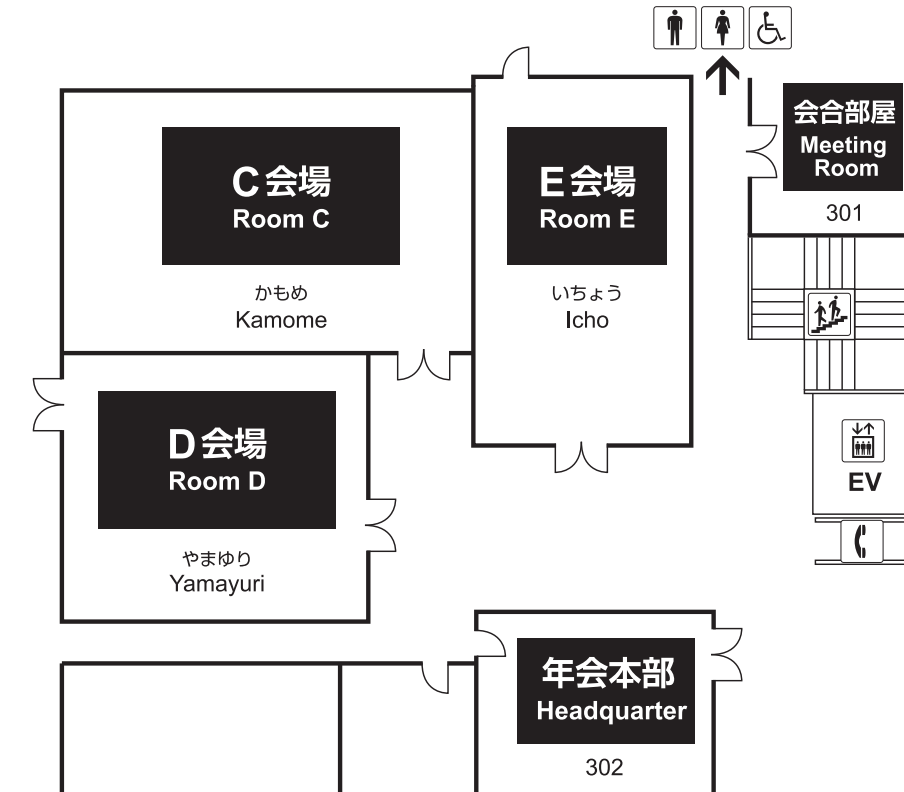 C会場
Room C
かもめ
Kamome
E会場
Room E
いちょう
Icho
会合部屋
Meeting
Room
301
D会場
Room D
やまゆり
Yamayuri
EV
年会本部
Headquarter
302